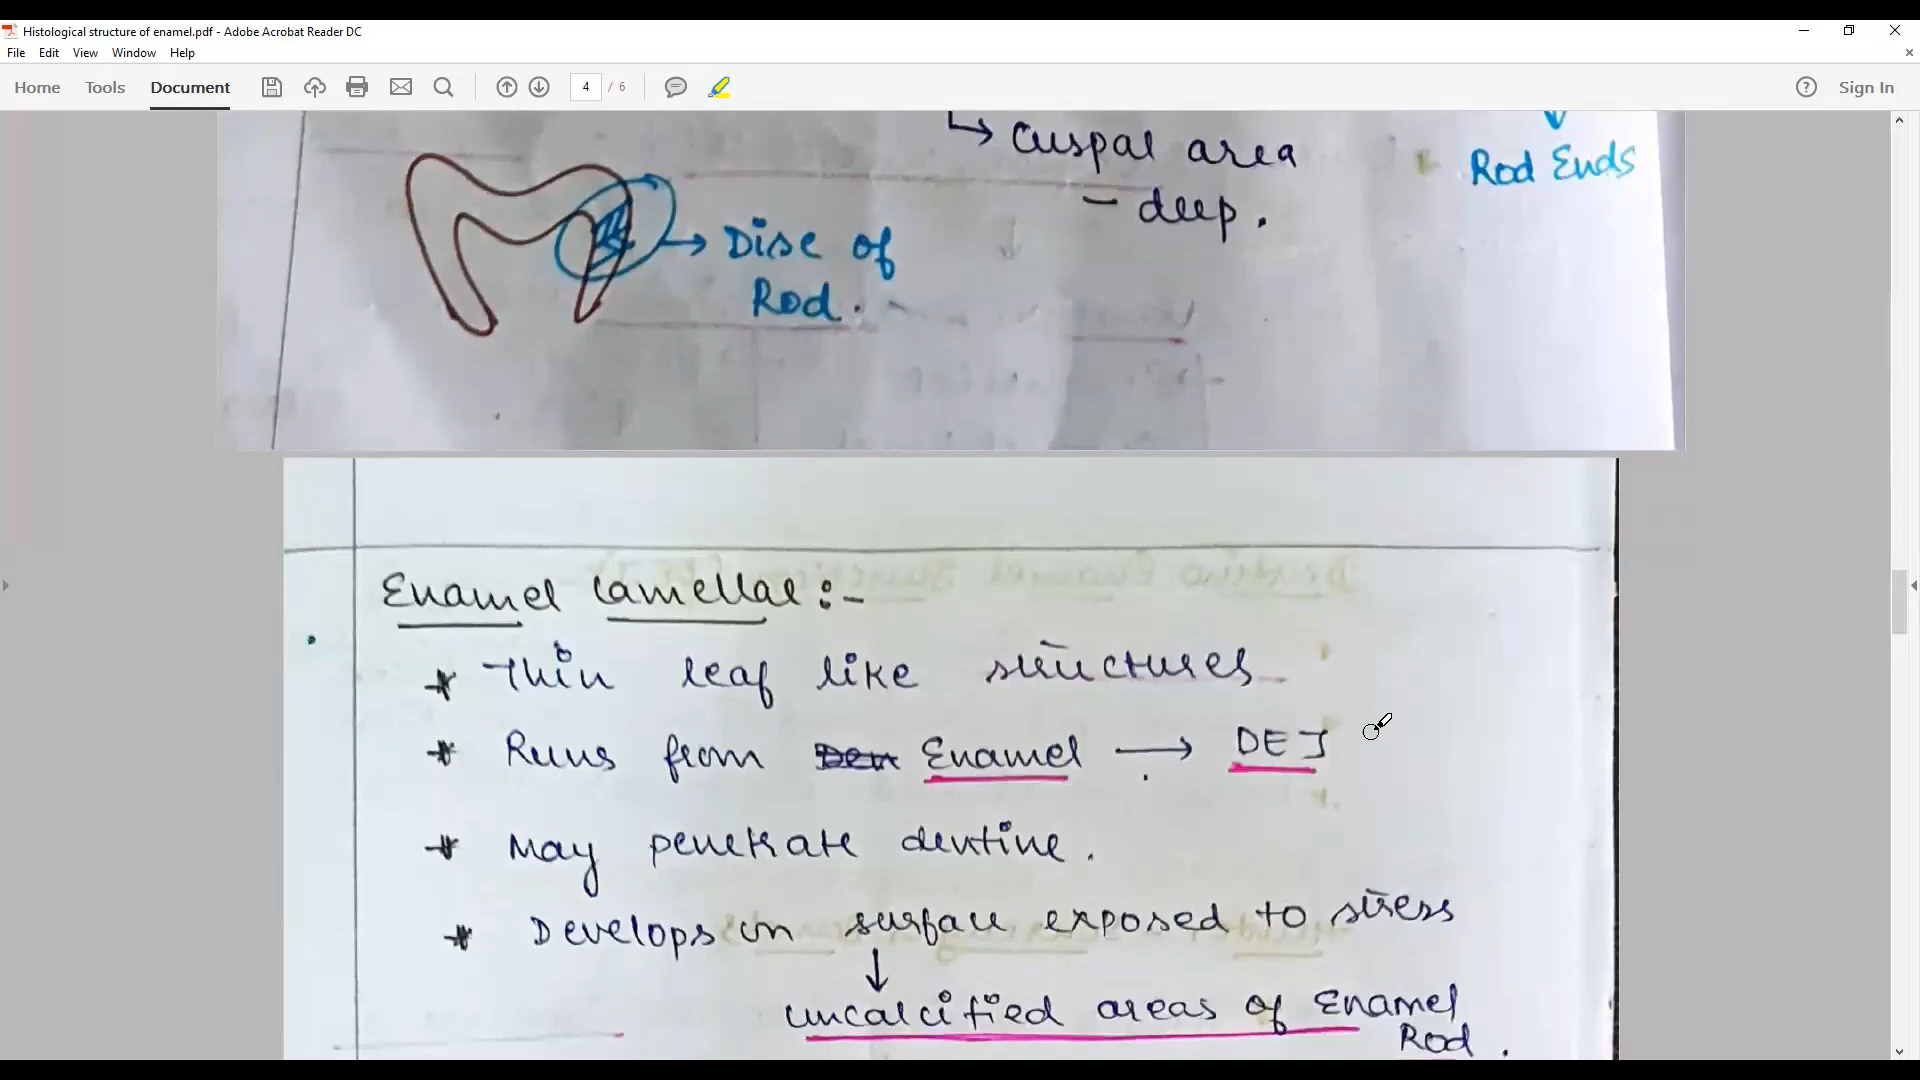 Histological structure of enamel.pdf - Adobe Acrobat Reader DC
File Edit View Window Help
Home Tools Document 4 / 6 Sign In
↳ Cuspal area
- deep.
Rod Ends
→ Disc of
Rod.
Enamel Lamellae :-
* Thin leaf like structures
* Runs from Enamel → DEJ
* May penetrate dentine.
* Develops in surface exposed to stress
↓
uncalcified areas of Enamel
Rod.